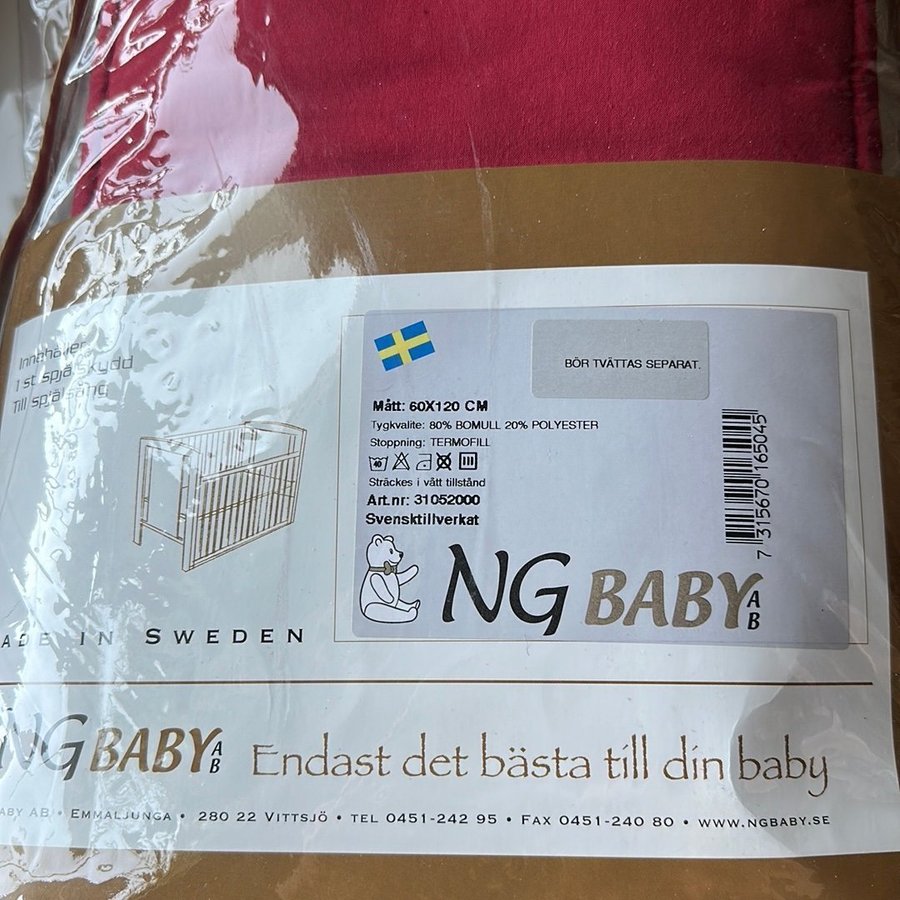 Innehåller
1 st spjälskydd
Till spjälsäng
BÖR TVÄTTAS SEPARAT.
Mått: 60X120 CM
Tygkvalite: 80% BOMULL 20% POLYESTER
Stoppning: TERMOFILL
40
Sträckes i vått tillstånd
Art.nr: 31052000
Svensktillverkat
NG BABY AB
7 315670 165045
MADE IN SWEDEN
NG BABY AB Endast det bästa till din baby
BABY AB • EMMALJUNGA • 280 22 VITTSJÖ • TEL 0451-242 95 • FAX 0451-240 80 • WWW.NGBABY.SE